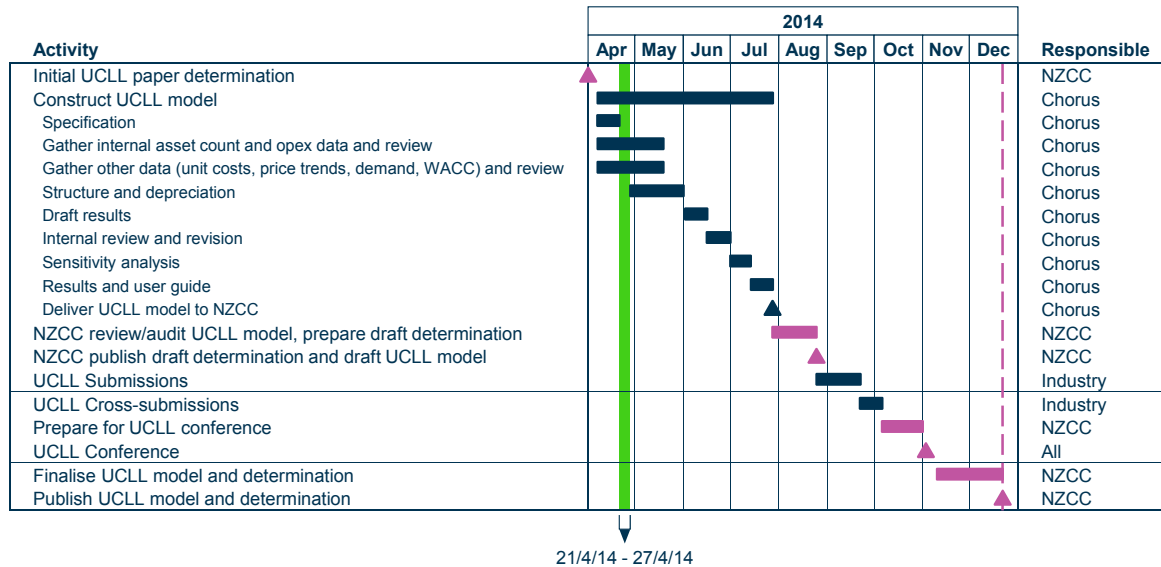 2014
Activity Apr May Jun Jul Aug Sep Oct Nov Dec Responsible
Initial UCLL paper determination NZCC
Construct UCLL model Chorus
Specification Chorus
Gather internal asset count and opex data and review Chorus
Gather other data (unit costs, price trends, demand, WACC) and review Chorus
Structure and depreciation Chorus
Draft results Chorus
Internal review and revision Chorus
Sensitivity analysis Chorus
Results and user guide Chorus
Deliver UCLL model to NZCC Chorus
NZCC review/audit UCLL model, prepare draft determination NZCC
NZCC publish draft determination and draft UCLL model NZCC
UCLL Submissions Industry
UCLL Cross-submissions Industry
Prepare for UCLL conference NZCC
UCLL Conference All
Finalise UCLL model and determination NZCC
Publish UCLL model and determination NZCC
21/4/14 - 27/4/14